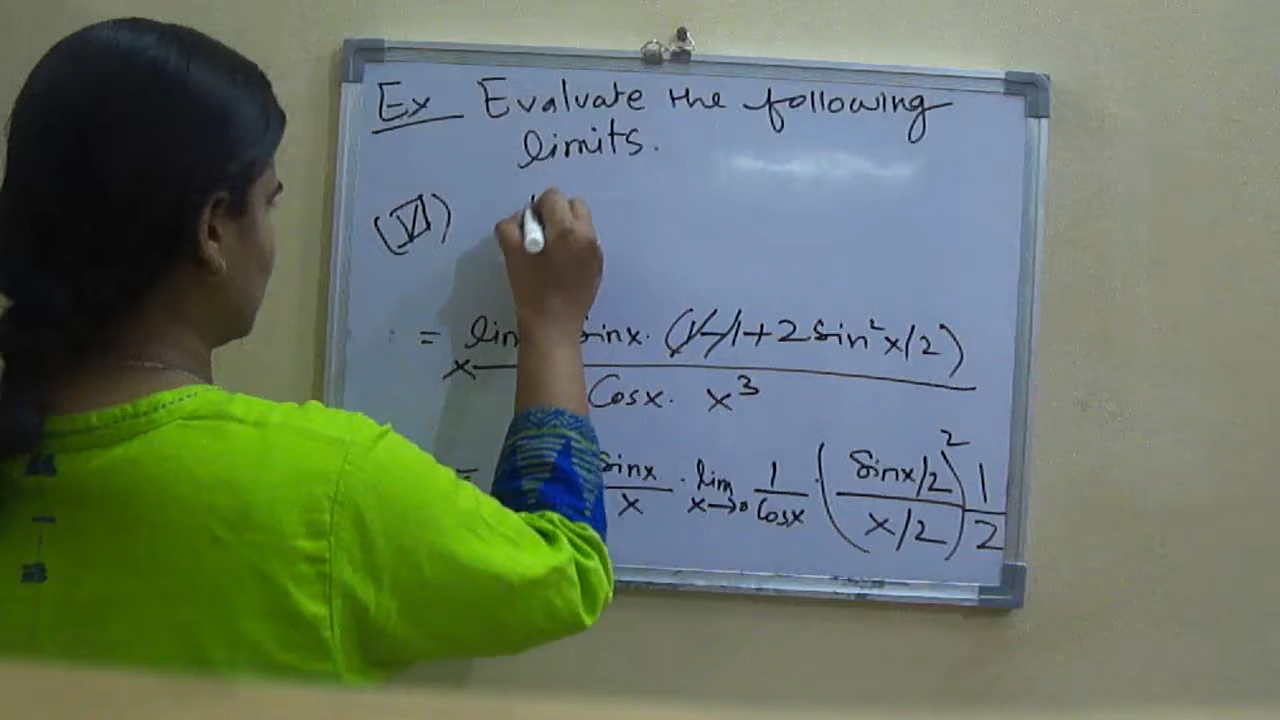 Ex Evaluate the following
limits.
(VI)
= lim sinx. (1-1+2sin²x/2)
x cosx. x³
= sinx/x · lim x→0 1/cosx · (sinx/2 / x/2)² 1/2